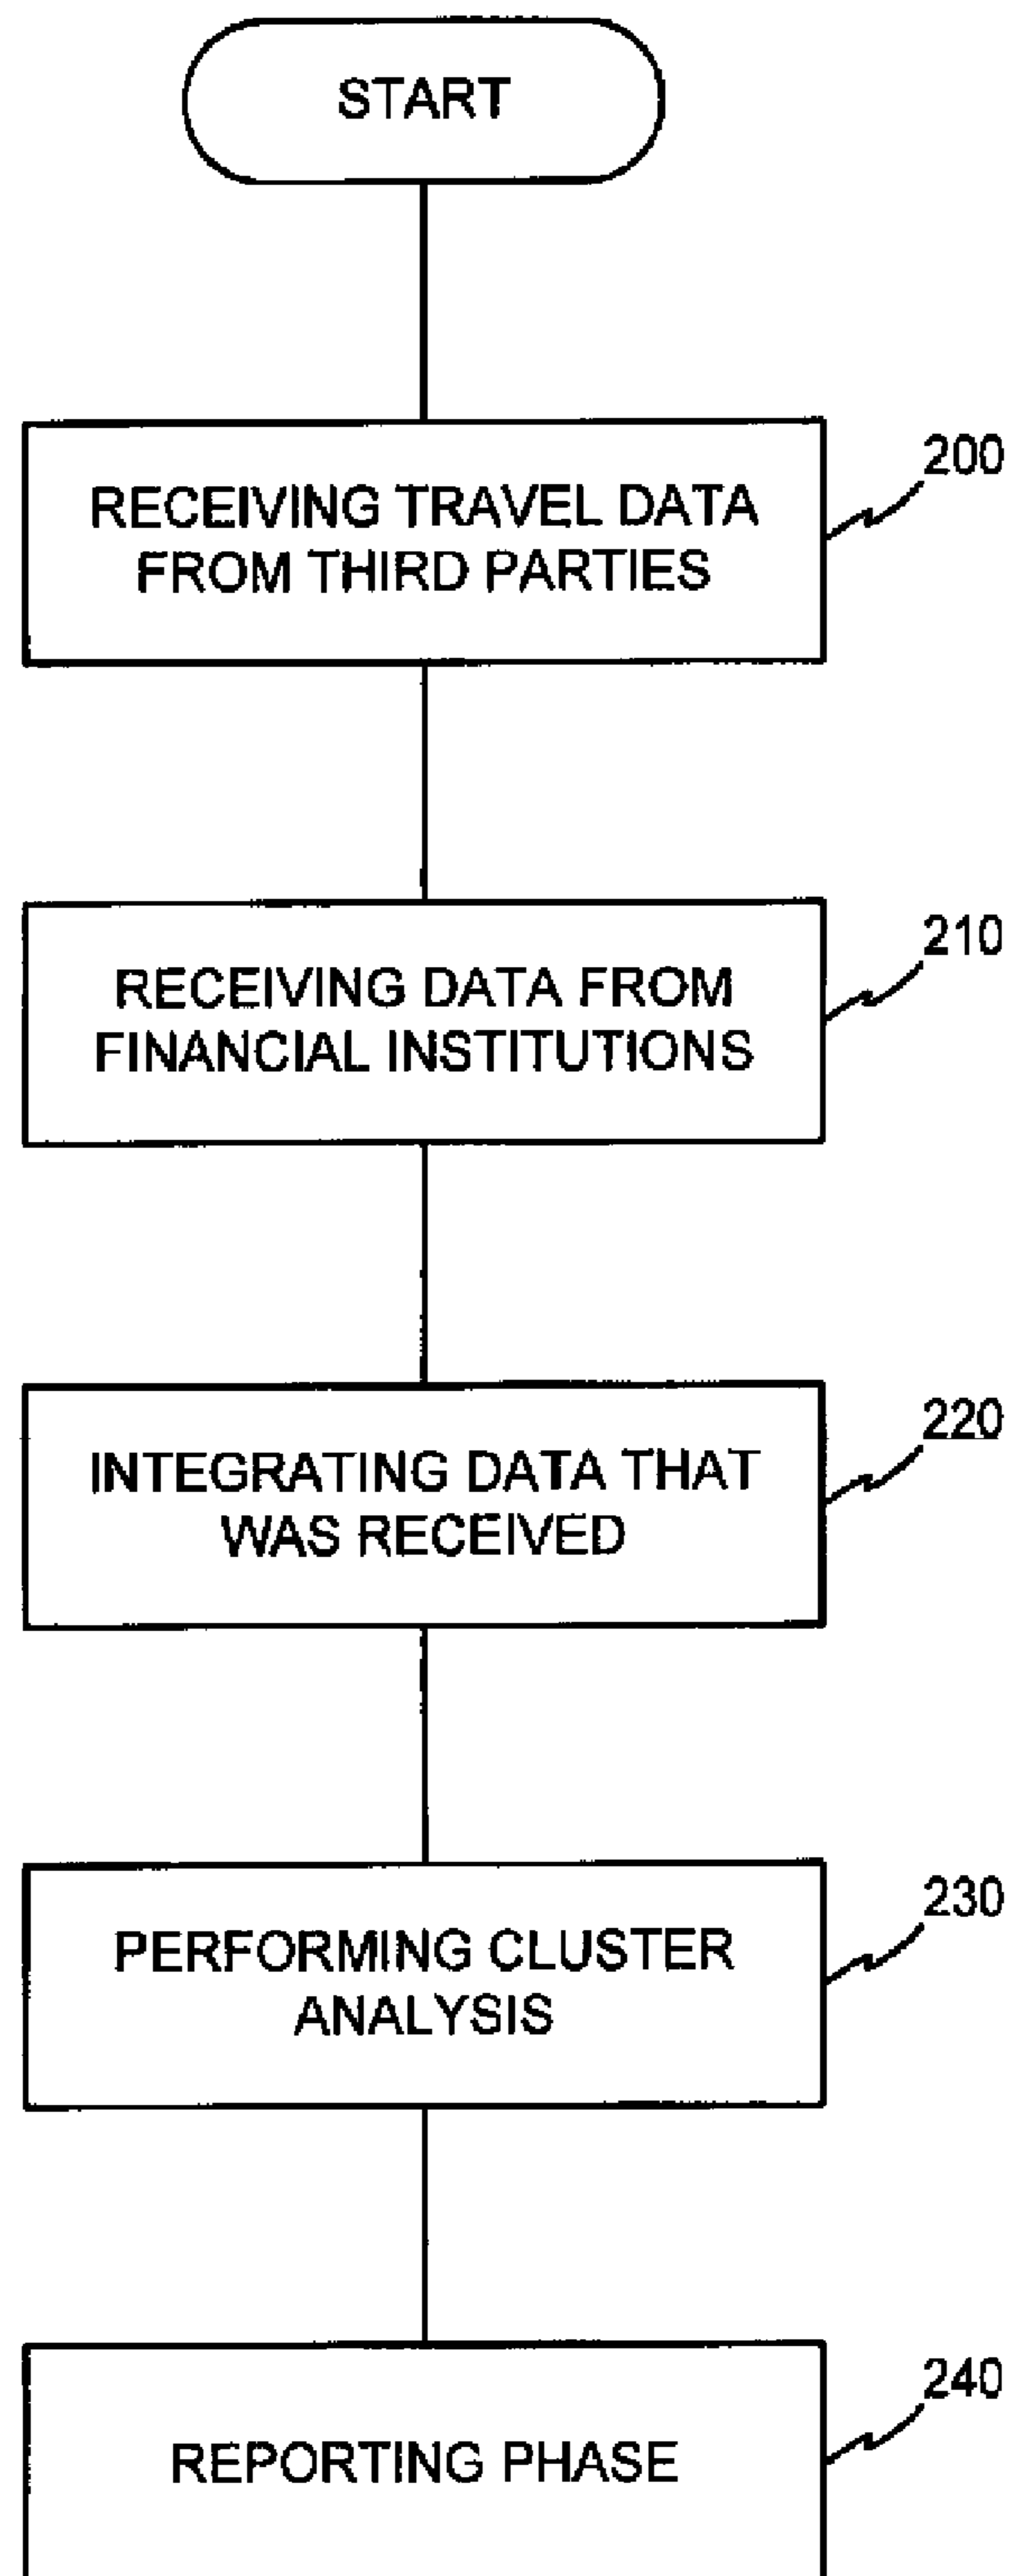 START
200
RECEIVING TRAVEL DATA
FROM THIRD PARTIES
210
RECEIVING DATA FROM
FINANCIAL INSTITUTIONS
220
INTEGRATING DATA THAT
WAS RECEIVED
230
PERFORMING CLUSTER
ANALYSIS
240
REPORTING PHASE